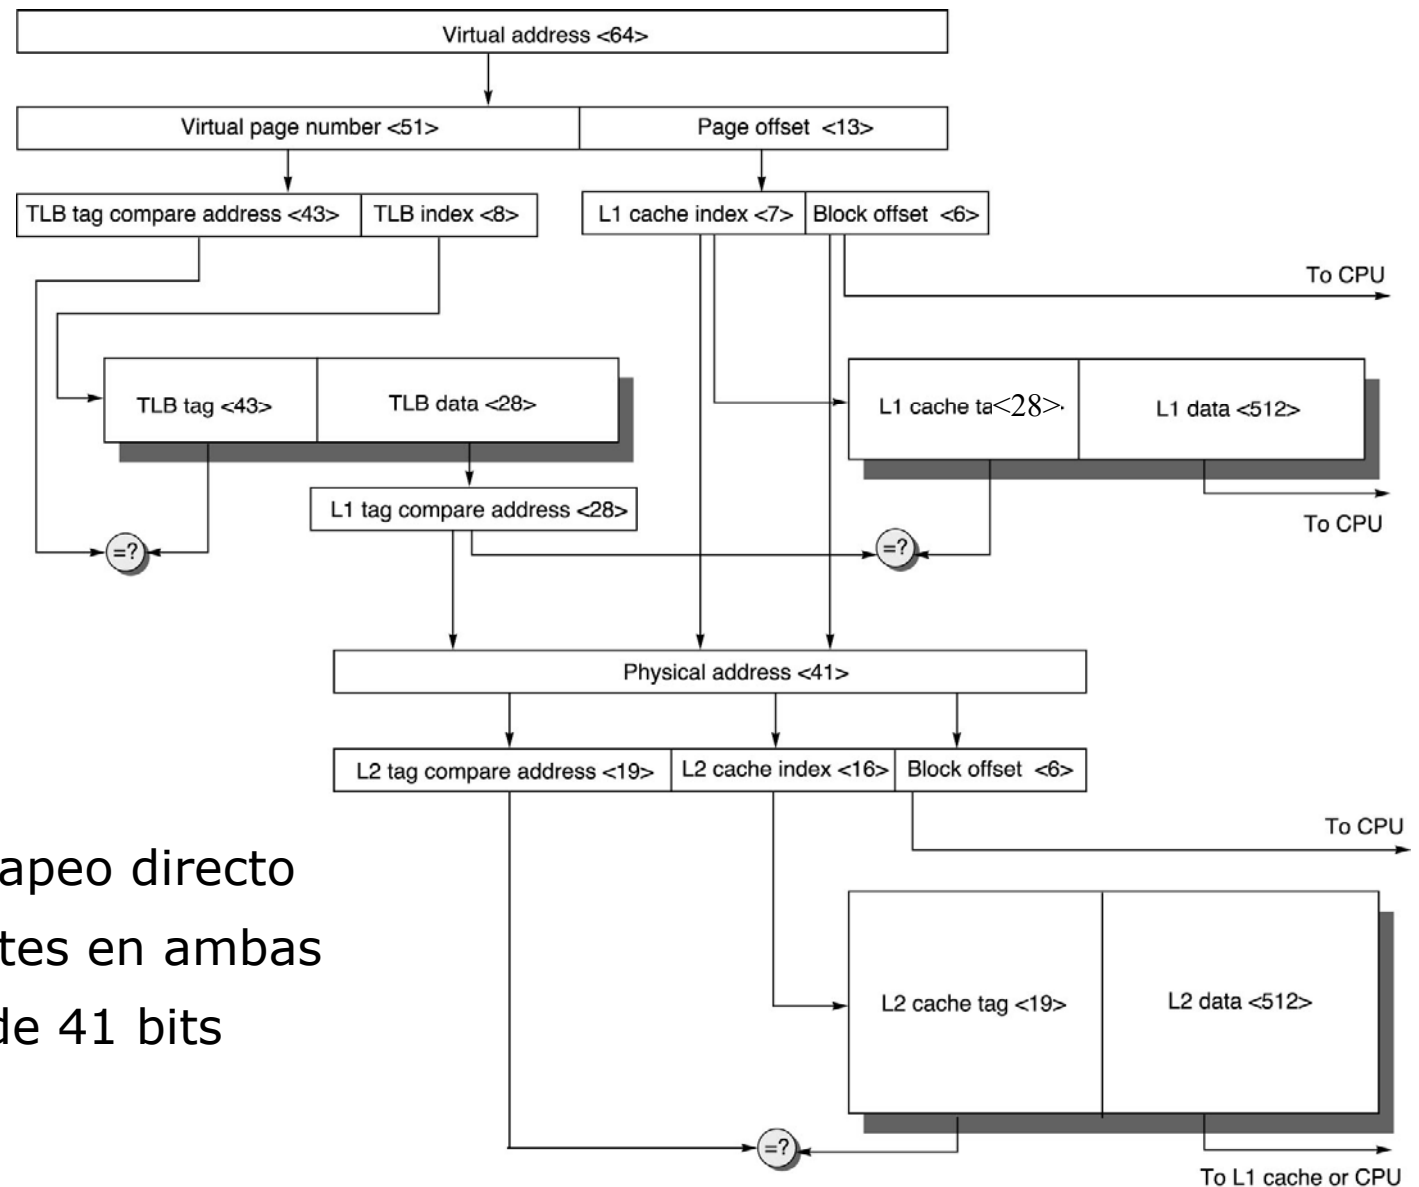 Virtual address <64>
Virtual page number <51>
Page offset <13>
TLB tag compare address <43>
TLB index <8>
L1 cache index <7>
Block offset <6>
To CPU
TLB tag <43>
TLB data <28>
L1 cache ta<28>
L1 data <512>
L1 tag compare address <28>
To CPU
=?
=?
Physical address <41>
L2 tag compare address <19>
L2 cache index <16>
Block offset <6>
To CPU
apeo directo
tes en ambas
de 41 bits
L2 cache tag <19>
L2 data <512>
=?
To L1 cache or CPU